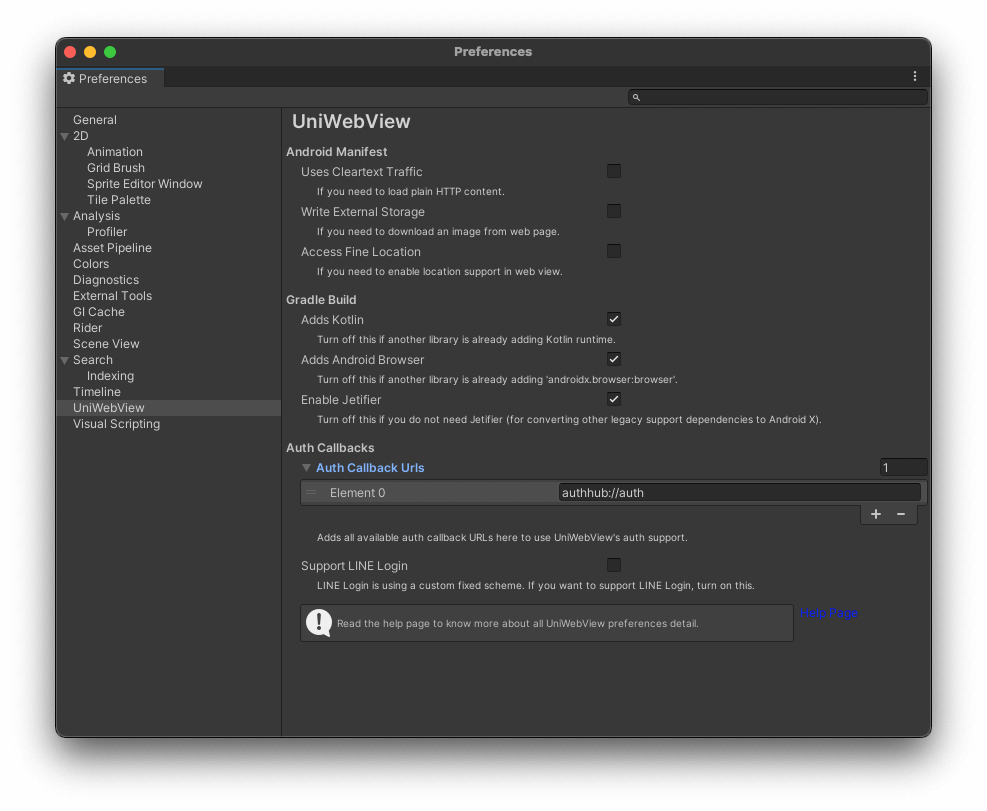 Preferences
Preferences
General
2D
Animation
Grid Brush
Sprite Editor Window
Tile Palette
Analysis
Profiler
Asset Pipeline
Colors
Diagnostics
External Tools
GI Cache
Rider
Scene View
Search
Indexing
Timeline
UniWebView
Visual Scripting
UniWebView
Android Manifest
Uses Cleartext Traffic
If you need to load plain HTTP content.
Write External Storage
If you need to download an image from web page.
Access Fine Location
If you need to enable location support in web view.
Gradle Build
Adds Kotlin
Turn off this if another library is already adding Kotlin runtime.
Adds Android Browser
Turn off this if another library is already adding 'androidx.browser:browser'.
Enable Jetifier
Turn off this if you do not need Jetifier (for converting other legacy support dependencies to Android X).
Auth Callbacks
Auth Callback Urls 1
Element 0 authhub://auth
+ −
Adds all available auth callback URLs here to use UniWebView's auth support.
Support LINE Login
LINE Login is using a custom fixed scheme. If you want to support LINE Login, turn on this.
Read the help page to know more about all UniWebView preferences detail.
Help Page